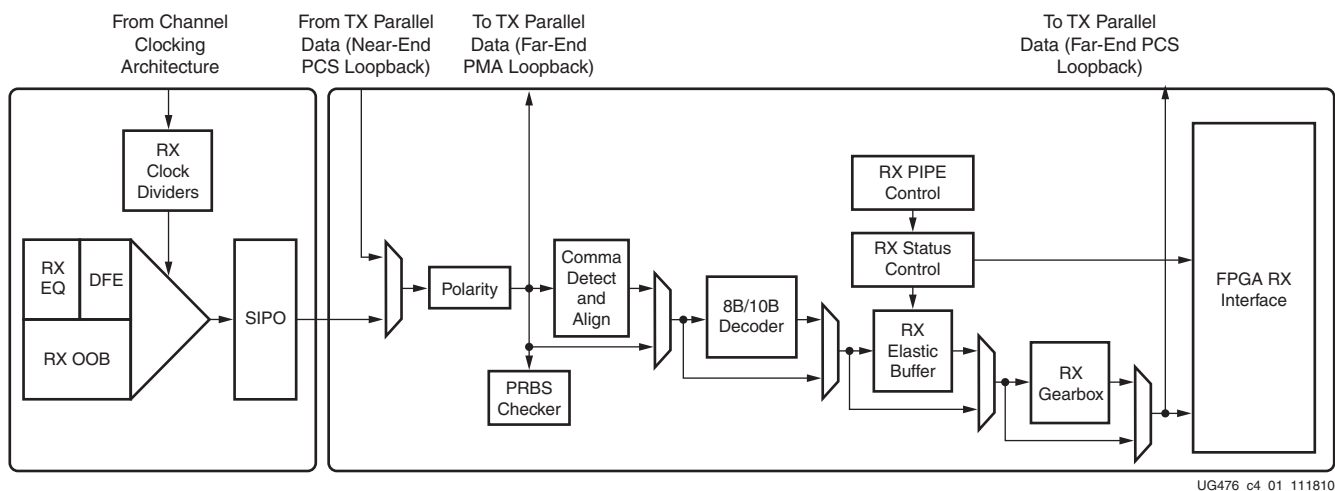 From Channel
Clocking
Architecture
From TX Parallel
Data (Near-End
PCS Loopback)
To TX Parallel
Data (Far-End
PMA Loopback)
To TX Parallel
Data (Far-End PCS
Loopback)
RX
Clock
Dividers
RX
EQ
DFE
RX OOB
SIPO
Polarity
Comma
Detect
and
Align
PRBS
Checker
8B/10B
Decoder
RX PIPE
Control
RX Status
Control
RX
Elastic
Buffer
RX
Gearbox
FPGA RX
Interface
UG476_c4_01_111810